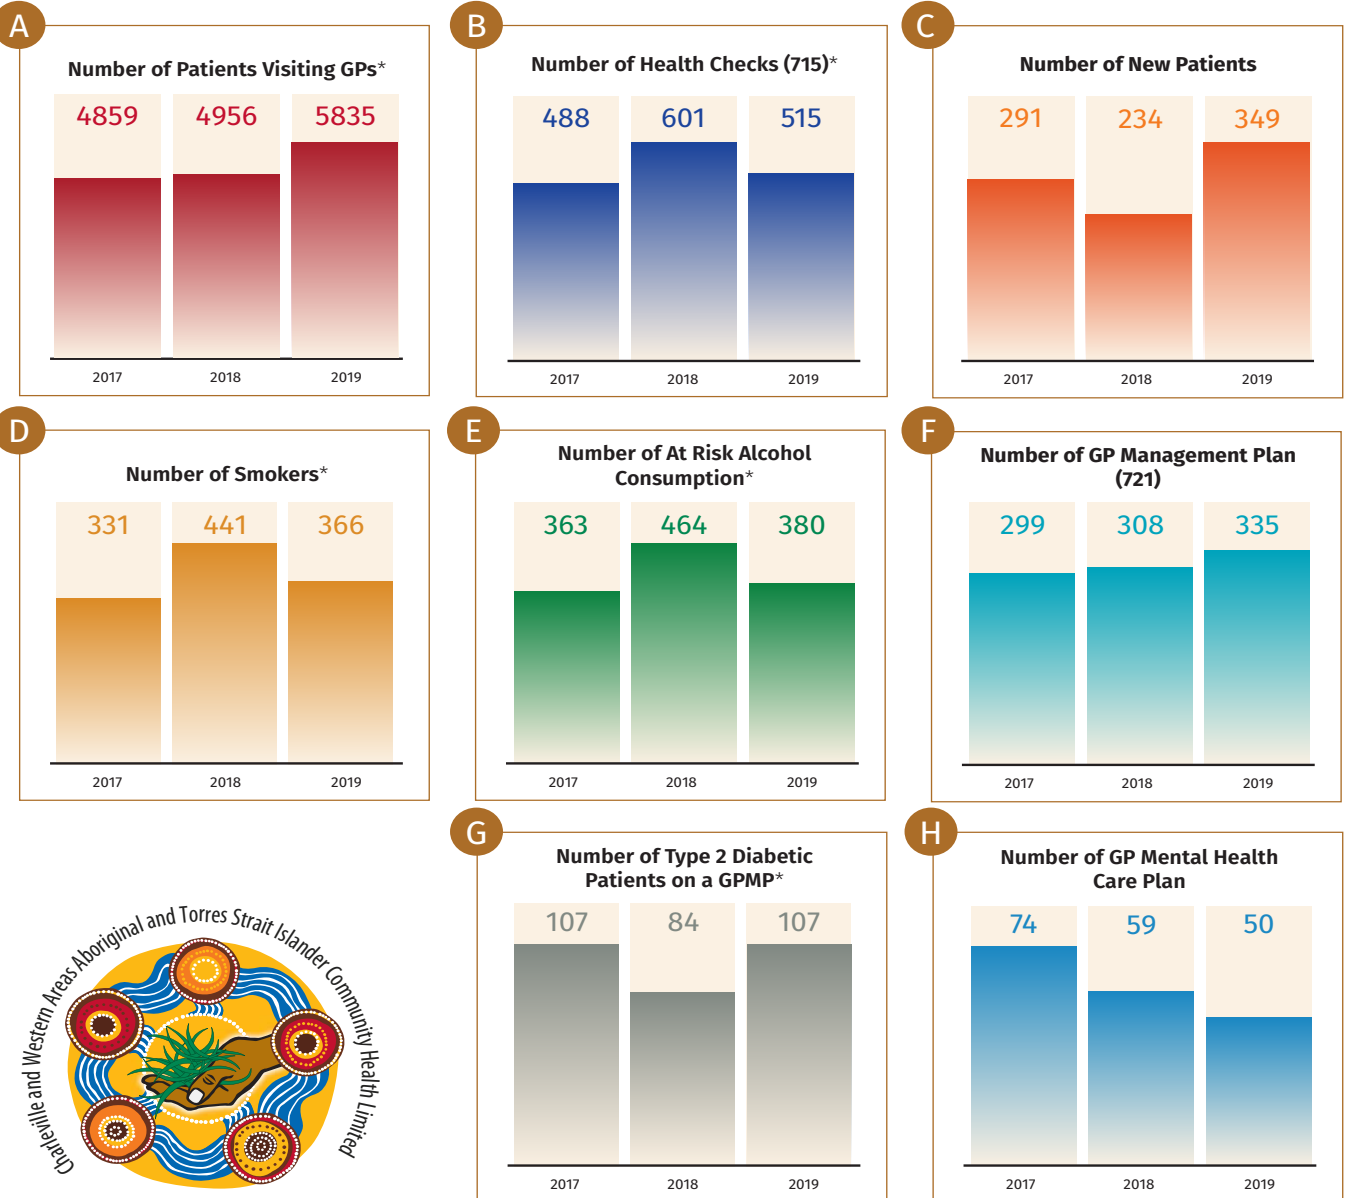 A
Number of Patients Visiting GPs*
4859 4956 5835
2017 2018 2019
B
Number of Health Checks (715)*
488 601 515
2017 2018 2019
C
Number of New Patients
291 234 349
2017 2018 2019
D
Number of Smokers*
331 441 366
2017 2018 2019
E
Number of At Risk Alcohol
Consumption*
363 464 380
2017 2018 2019
F
Number of GP Management Plan
(721)
299 308 335
2017 2018 2019
Charleville and Western Areas Aboriginal and Torres Strait Islander Community Health Limited
G
Number of Type 2 Diabetic
Patients on a GPMP*
107 84 107
2017 2018 2019
H
Number of GP Mental Health
Care Plan
74 59 50
2017 2018 2019